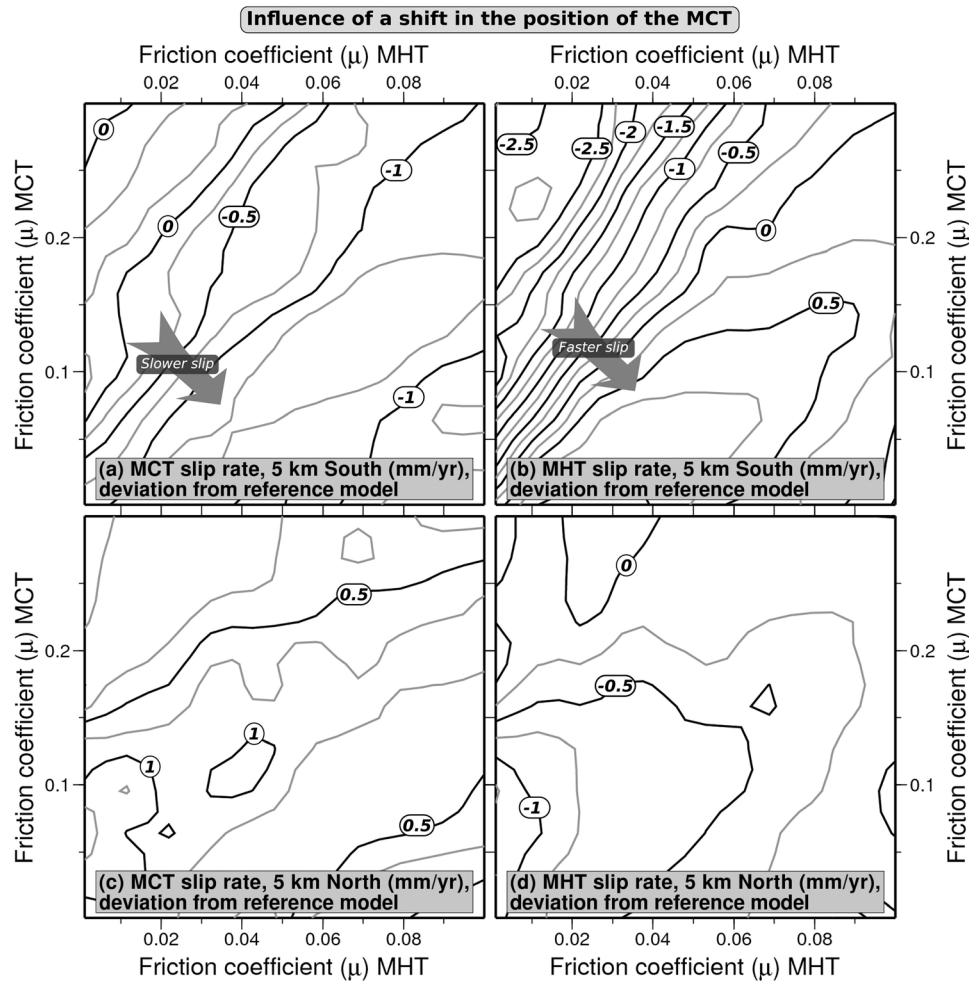 Influence of a shift in the position of the MCT
Friction coefficient (μ) MHT
Friction coefficient (μ) MHT
0.02 0.04 0.06 0.08
0.02 0.04 0.06 0.08
Friction coefficient (μ) MCT
0.2
0.1
0
0
-0.5
-1
-1
Slower slip
(a) MCT slip rate, 5 km South (mm/yr),
deviation from reference model
-2.5
-2.5
-2
-1.5
-1
-0.5
0
0.5
Faster slip
(b) MHT slip rate, 5 km South (mm/yr),
deviation from reference model
0.2
0.1
Friction coefficient (μ) MCT
Friction coefficient (μ) MCT
0.2
0.1
0.5
1
1
0.5
(c) MCT slip rate, 5 km North (mm/yr),
deviation from reference model
0
-0.5
-1
(d) MHT slip rate, 5 km North (mm/yr),
deviation from reference model
0.2
0.1
Friction coefficient (μ) MCT
0.02 0.04 0.06 0.08
0.02 0.04 0.06 0.08
Friction coefficient (μ) MHT
Friction coefficient (μ) MHT